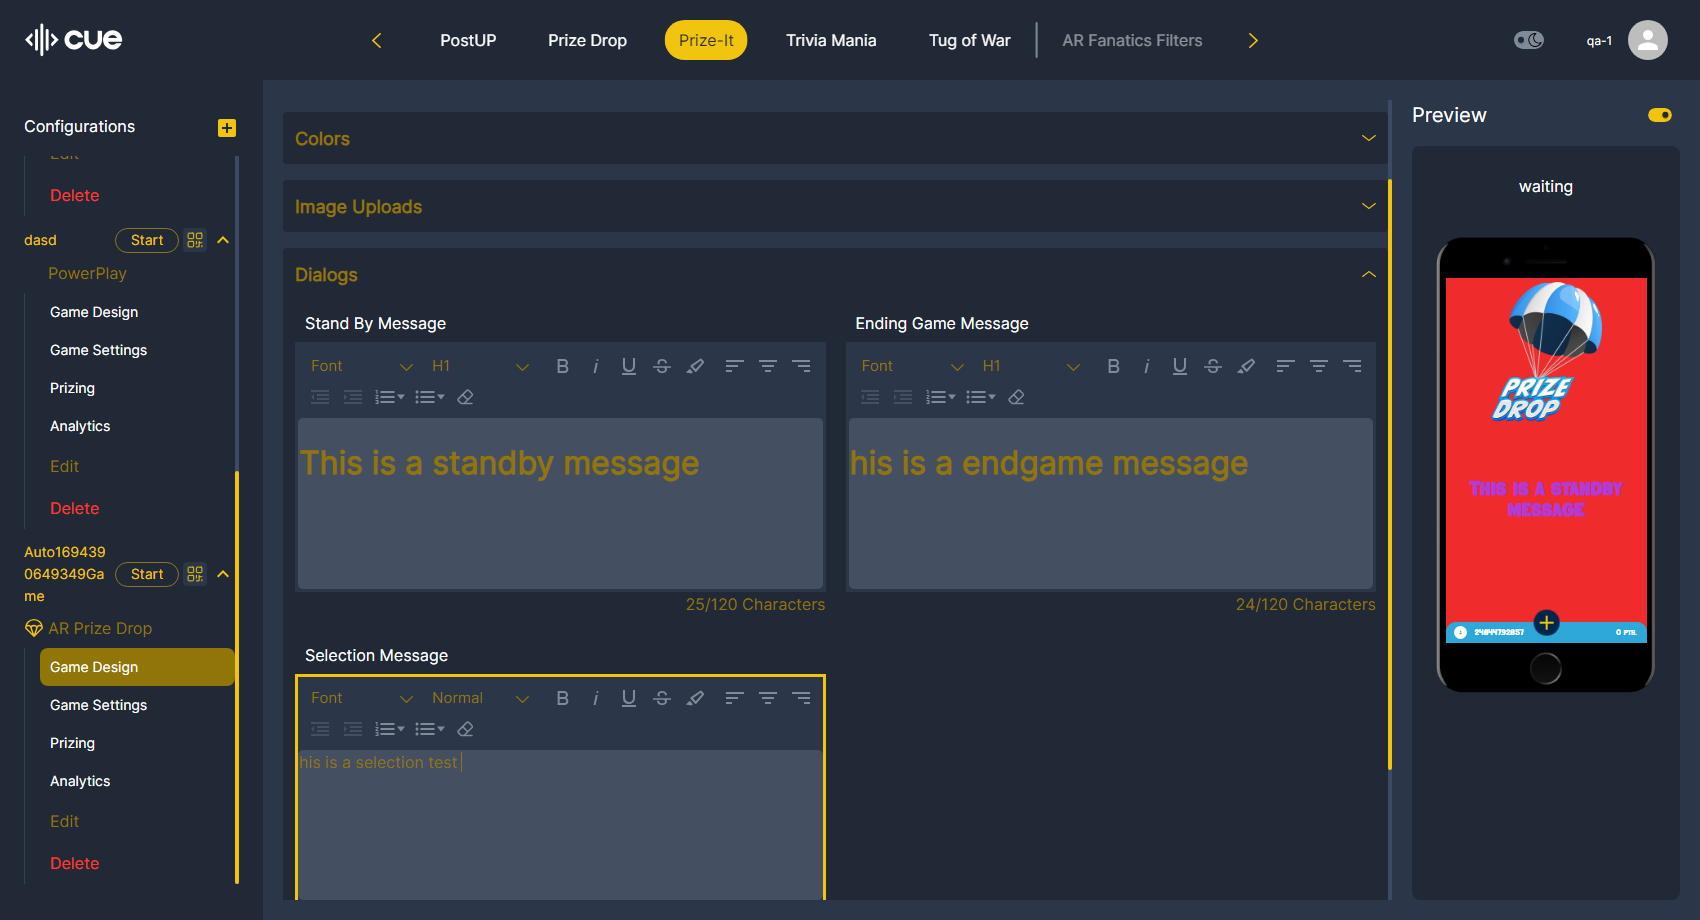 cue
PostUP
Prize Drop
Prize-It
Trivia Mania
Tug of War
AR Fanatics Filters
qa-1
Configurations
Edit
Delete
dasd
Start
PowerPlay
Game Design
Game Settings
Prizing
Analytics
Edit
Delete
Auto169439
0649349Ga
me
Start
AR Prize Drop
Game Design
Game Settings
Prizing
Analytics
Edit
Delete
Colors
Image Uploads
Dialogs
Stand By Message
Font
H1
This is a standby message
25/120 Characters
Ending Game Message
Font
H1
his is a endgame message
24/120 Characters
Selection Message
Font
Normal
his is a selection test
Preview
waiting
PRIZE
DROP
THIS IS A STANDBY
MESSAGE
0 PTS.